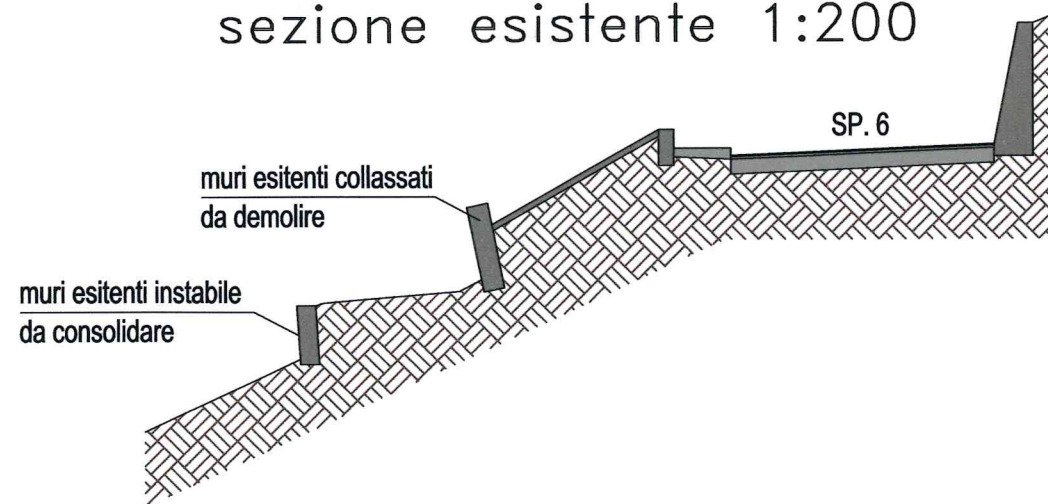 sezione esistente 1:200
SP. 6
muri esitenti collassati
da demolire
muri esitenti instabile
da consolidare